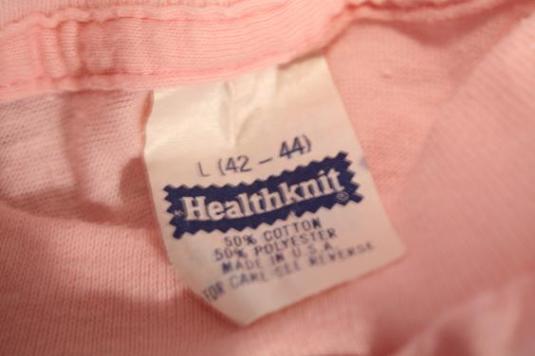 L (42 - 44)
Healthknit®
50% COTTON
50% POLYESTER
MADE IN U.S.A.
FOR CARE SEE REVERSE